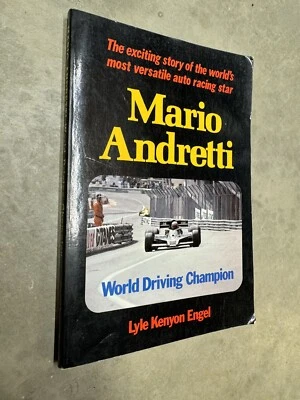 The exciting story of the world's
most versatile auto racing star
Mario
Andretti
World Driving Champion
Lyle Kenyon Engel